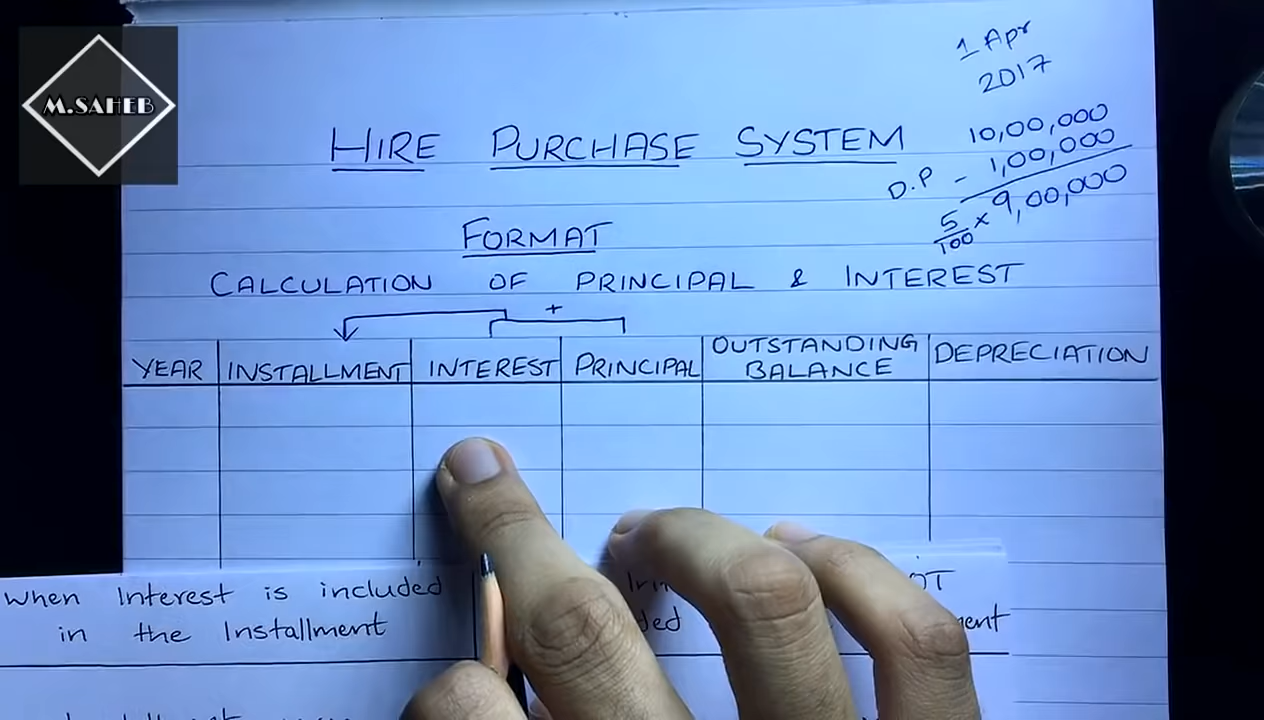 M.SAHEB
1 Apr
2017
HIRE PURCHASE SYSTEM
10,00,000
D.P - 1,00,000
5/100 × 9,00,000
FORMAT
CALCULATION OF PRINCIPAL & INTEREST
+
YEAR INSTALLMENT INTEREST PRINCIPAL OUTSTANDING BALANCE DEPRECIATION
When Interest is included
in the Installment